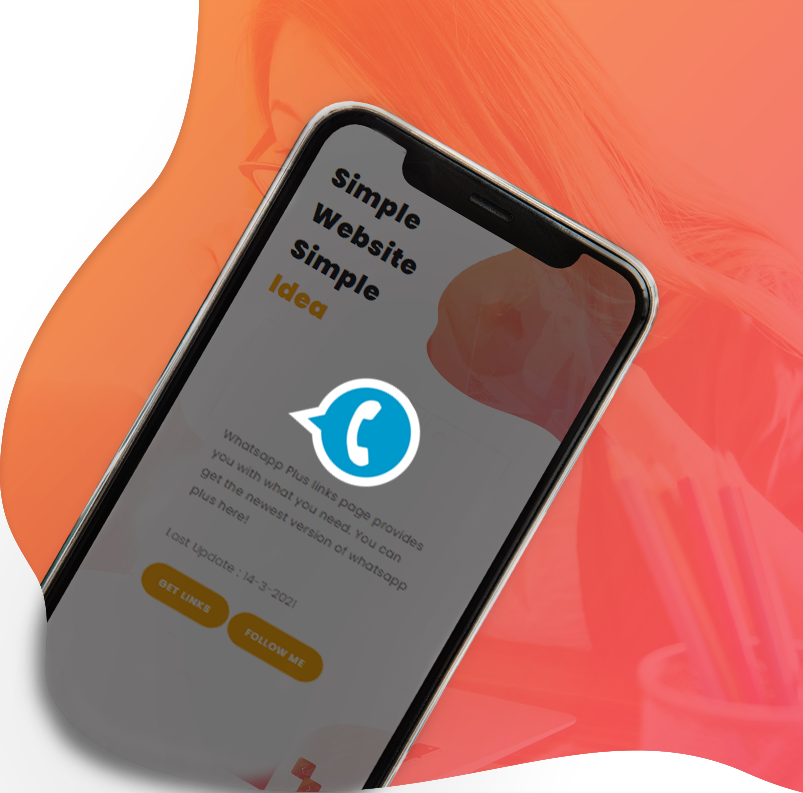 Simple
Website
Simple
Idea
Whatsapp Plus links page provides
you with what you need. You can
get the newest version of whatsapp
plus here!
Last Update : 14-3-2021
GET LINKS
FOLLOW ME